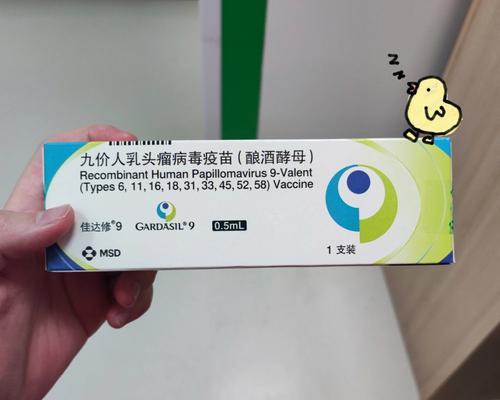 z z z
九价人乳头瘤病毒疫苗（酿酒酵母）
Recombinant Human Papillomavirus 9-Valent
(Types 6, 11, 16, 18, 31, 33, 45, 52, 58) Vaccine
佳达修®9 GARDASIL®9 0.5mL
MSD 1 支装